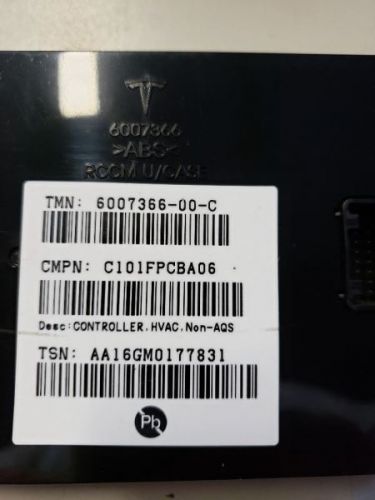 6007366
>ABS<
RCCM U/CASE
TMN: 6007366-00-C
CMPN: C101FPCBA06
Desc:CONTROLLER,HVAC,Non-AQS
TSN: AA16GM0177831
Pb